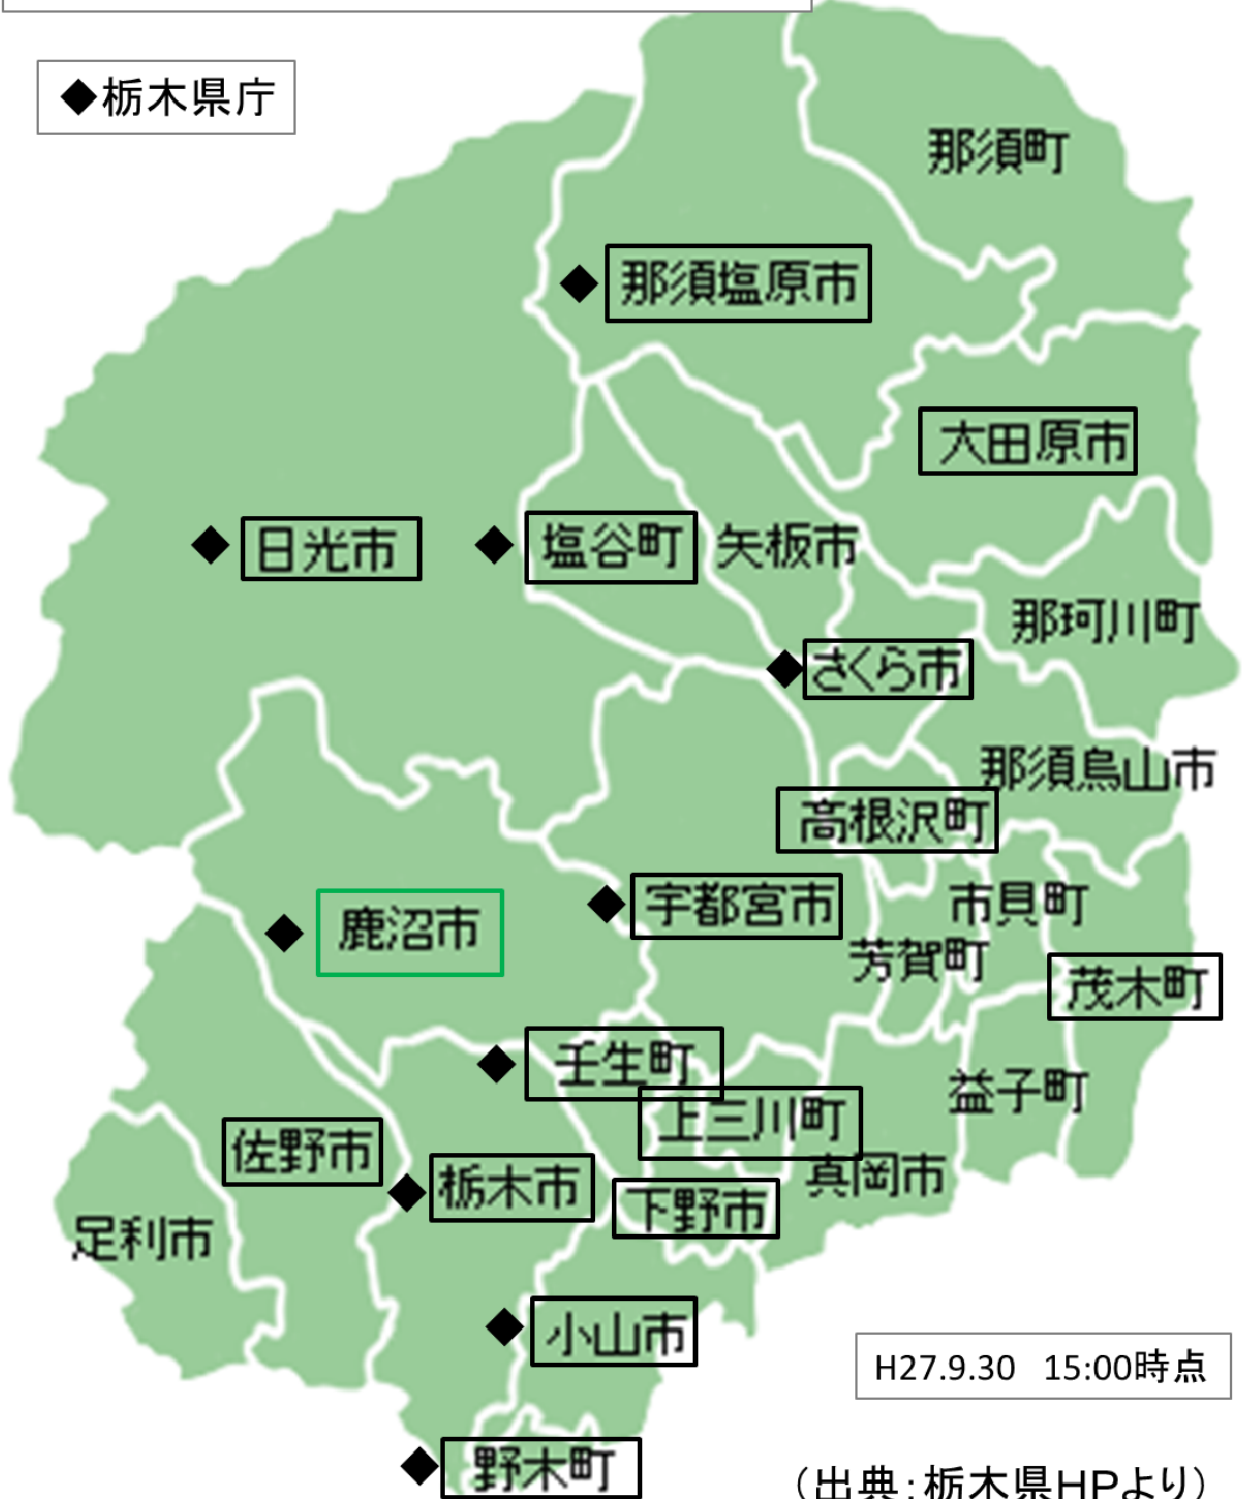 ◆栃木県庁
那須町
◆那須塩原市
大田原市
◆日光市
◆塩谷町
矢板市
那珂川町
◆さくら市
那須烏山市
高根沢町
◆宇都宮市
市貝町
◆鹿沼市
芳賀町
茂木町
◆壬生町
益子町
上三川町
佐野市
真岡市
◆栃木市
下野市
足利市
◆小山市
H27.9.30 15:00時点
◆野木町
（出典：栃木県HPより）